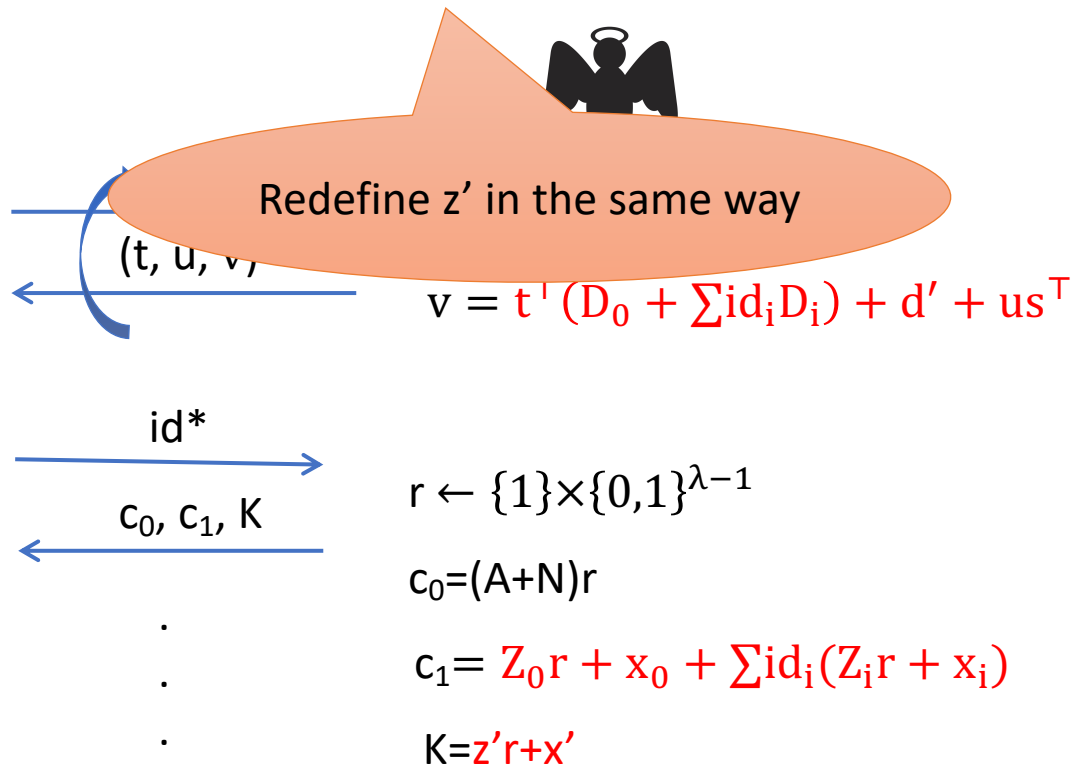 Redefine z’ in the same way
(t, u, v)
v = t⊤(D₀ + ∑idᵢDᵢ) + d′ + us⊤
id*
r ← {1}×{0,1}^{λ−1}
c₀, c₁, K
c₀=(A+N)r
.
c₁= Z₀r + x₀ + ∑idᵢ(Zᵢr + xᵢ)
.
.
K=z’r+x’